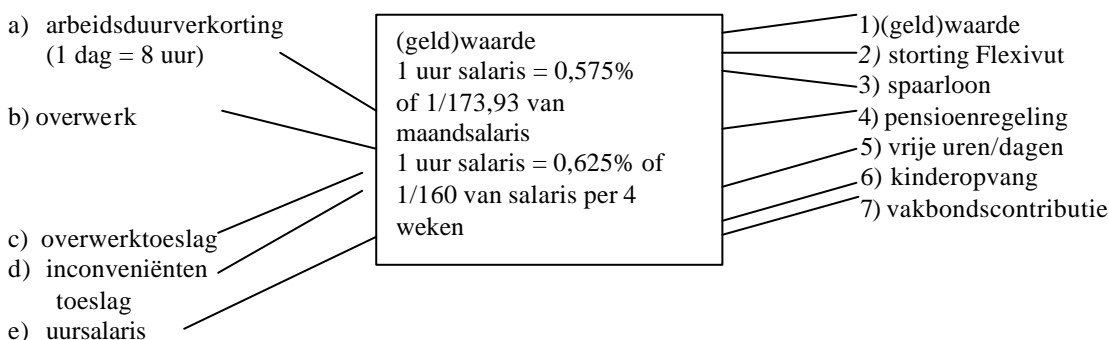 a) arbeidsduurverkorting
(1 dag = 8 uur)
b) overwerk
c) overwerktoeslag
d) inconveniënten
toeslag
e) uursalaris
(geld)waarde
1 uur salaris = 0,575%
of 1/173,93 van
maandsalaris
1 uur salaris = 0,625% of
1/160 van salaris per 4
weken
1)(geld)waarde
2) storting Flexivut
3) spaarloon
4) pensioenregeling
5) vrije uren/dagen
6) kinderopvang
7) vakbondscontributie